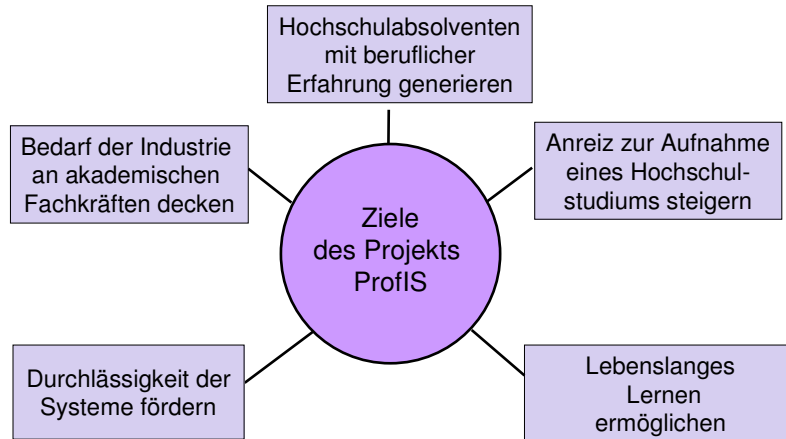 Hochschulabsolventen
mit beruflicher
Erfahrung generieren
Bedarf der Industrie
an akademischen
Fachkräften decken
Anreiz zur Aufnahme
eines Hochschul-
studiums steigern
Ziele
des Projekts
ProfIS
Durchlässigkeit der
Systeme fördern
Lebenslanges
Lernen
ermöglichen